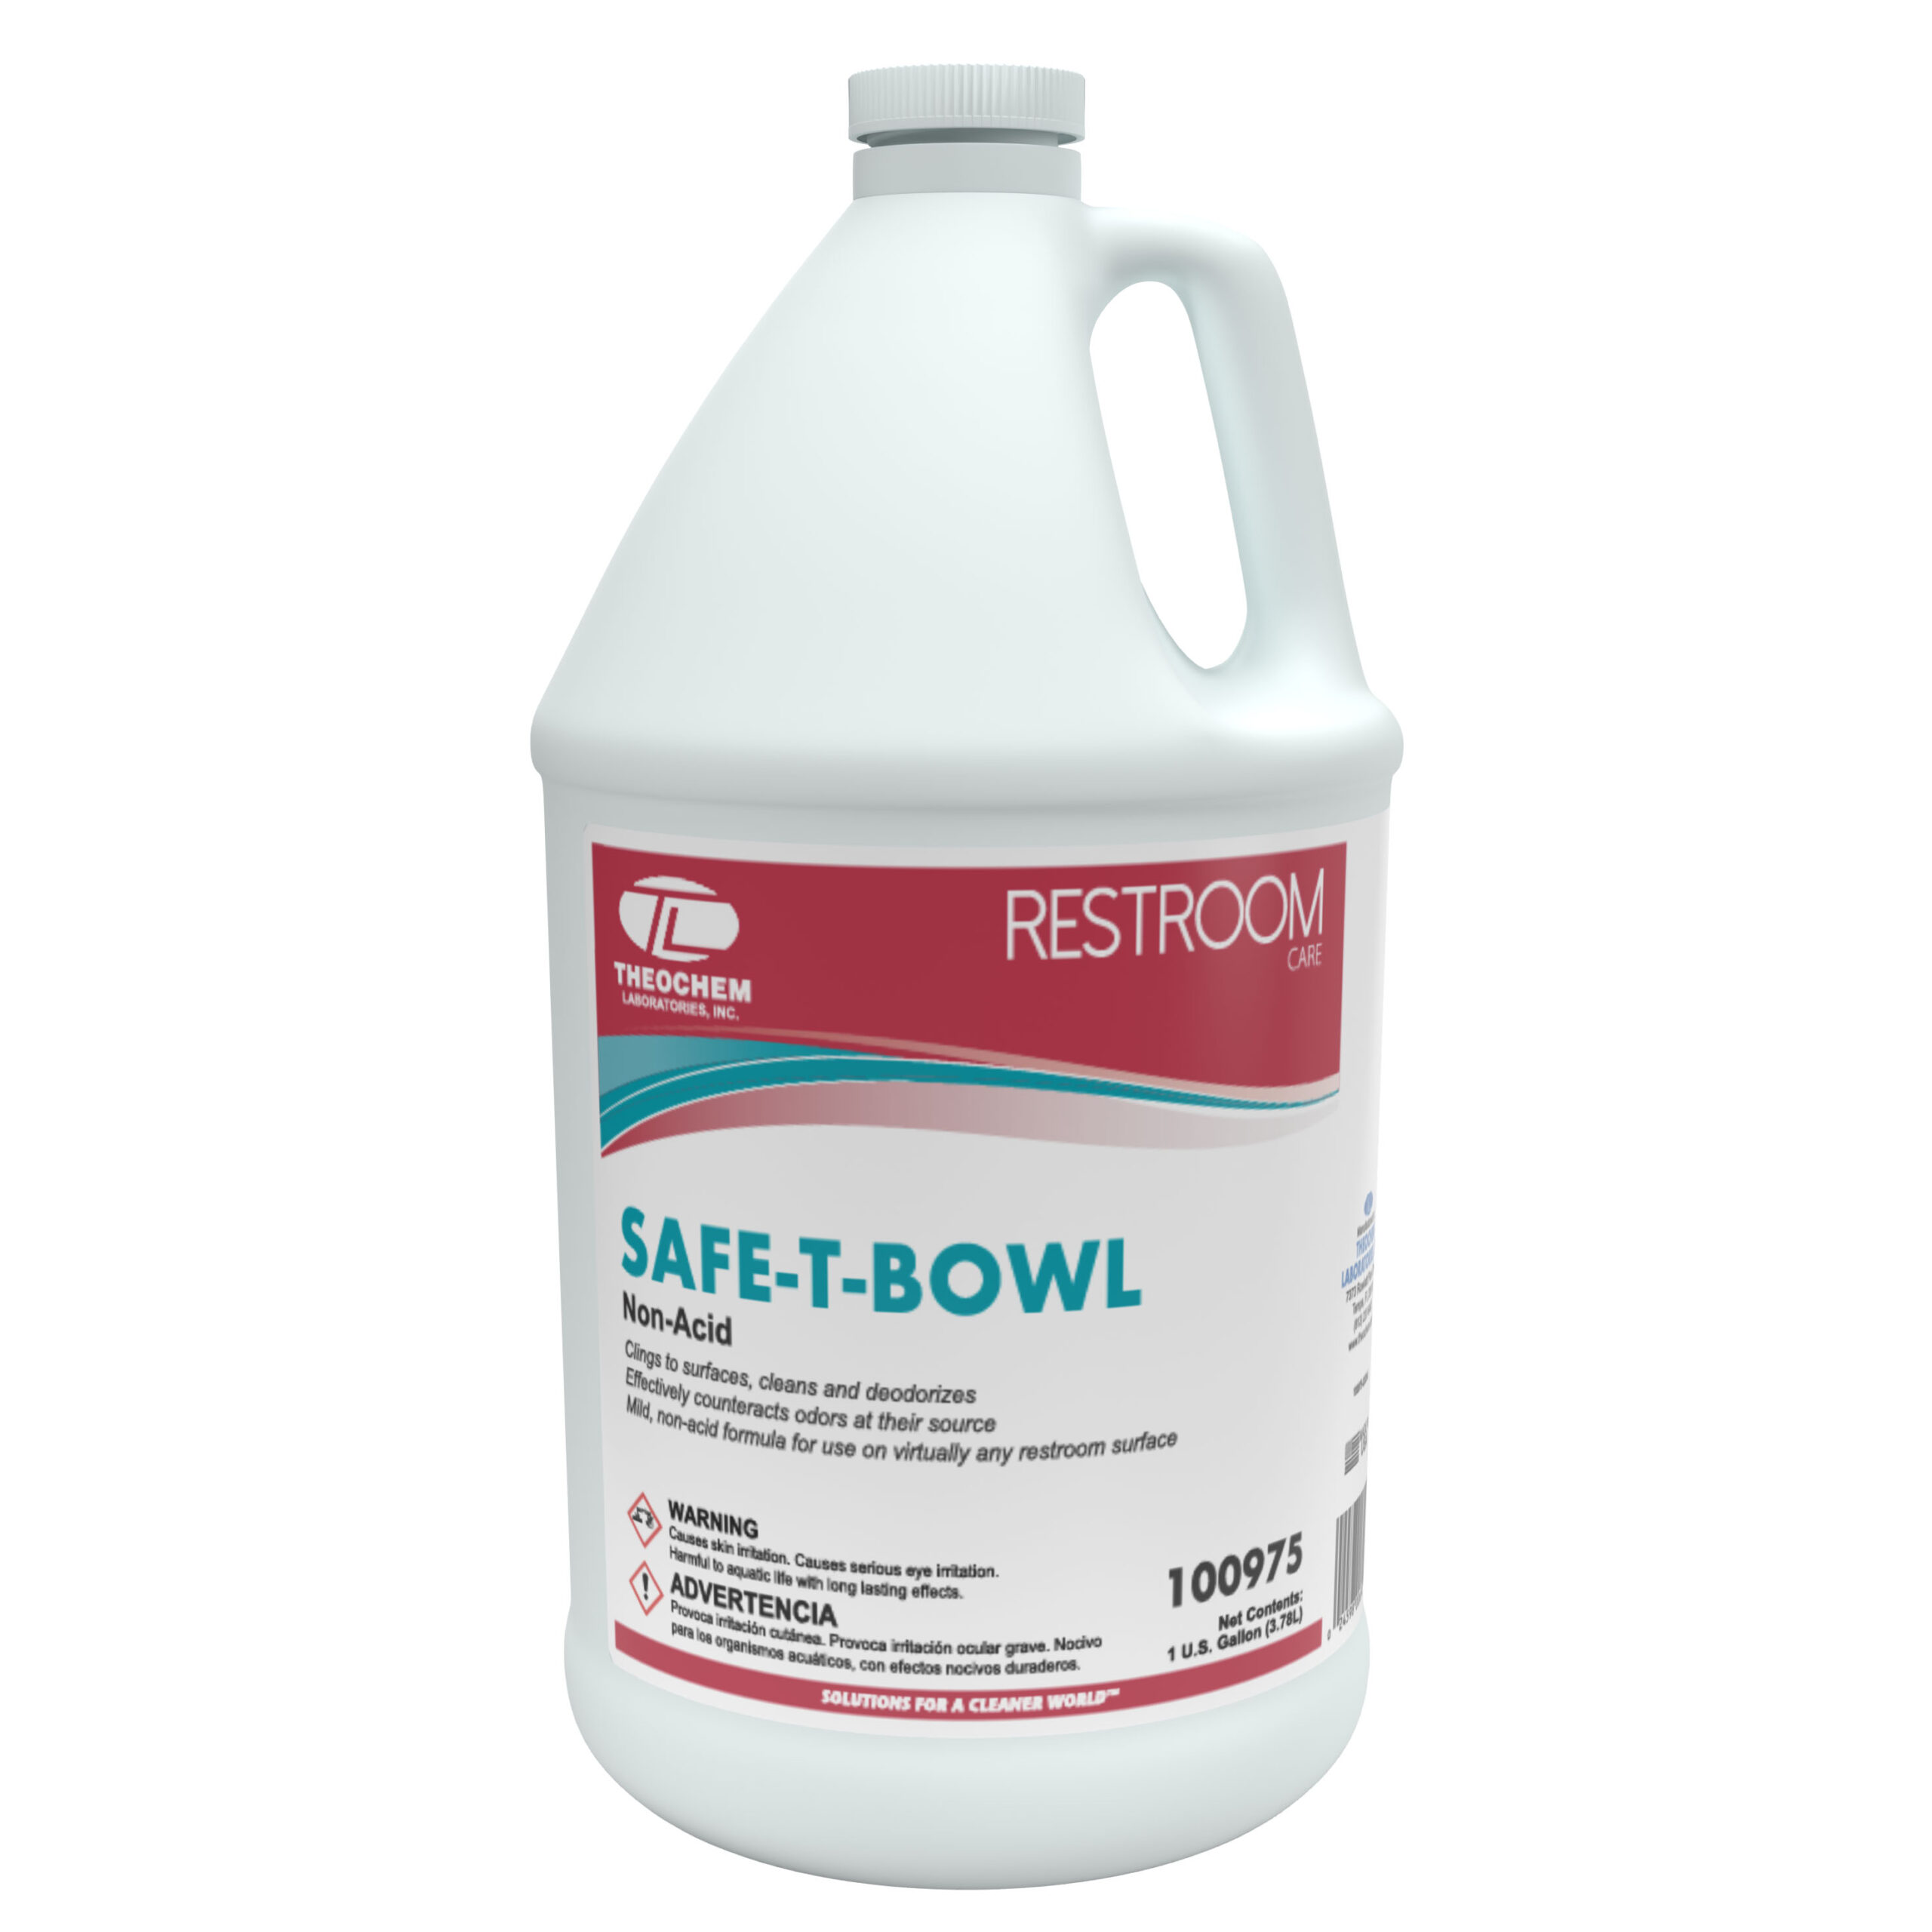 TL
THEOCHEM
LABORATORIES, INC.
RESTROOM
CARE
SAFE-T-BOWL
Non-Acid
Clings to surfaces, cleans and deodorizes
Effectively counteracts odors at their source
Mild, non-acid formula for use on virtually any restroom surface
WARNING
Causes skin irritation. Causes serious eye irritation.
Harmful to aquatic life with long lasting effects.
ADVERTENCIA
Provoca irritación cutánea. Provoca irritación ocular grave. Nocivo
para los organismos acuáticos, con efectos nocivos duraderos.
100975
Net Contents:
1 U.S. Gallon (3.78L)
SOLUTIONS FOR A CLEANER WORLD™